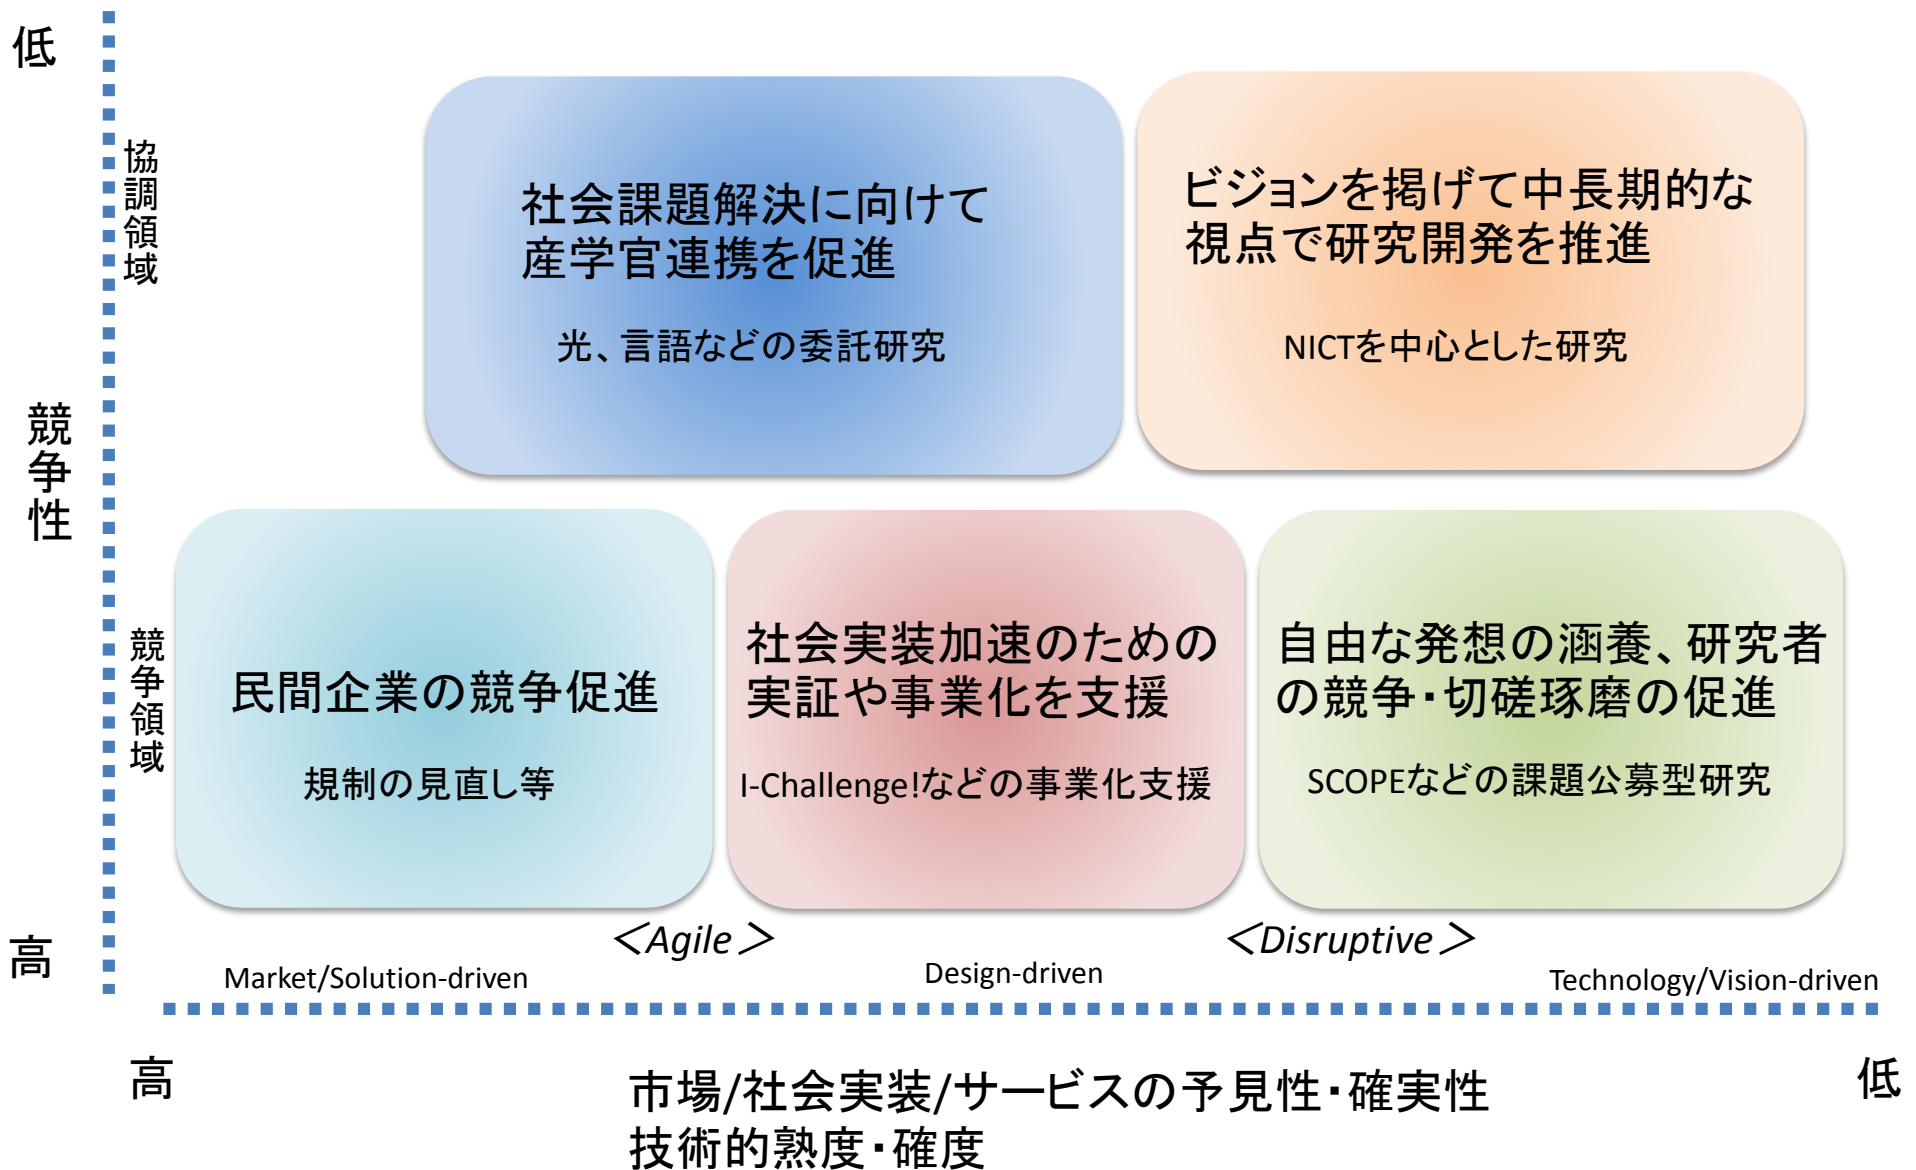 低
協調領域
競争性
競争領域
高
社会課題解決に向けて
産学官連携を促進
光、言語などの委託研究
ビジョンを掲げて中長期的な
視点で研究開発を推進
NICTを中心とした研究
民間企業の競争促進
規制の見直し等
社会実装加速のための
実証や事業化を支援
I-Challenge!などの事業化支援
自由な発想の涵養、研究者
の競争・切磋琢磨の促進
SCOPEなどの課題公募型研究
＜Agile＞
＜Disruptive＞
Market/Solution-driven
Design-driven
Technology/Vision-driven
高
低
市場/社会実装/サービスの予見性・確実性
技術的熟度・確度